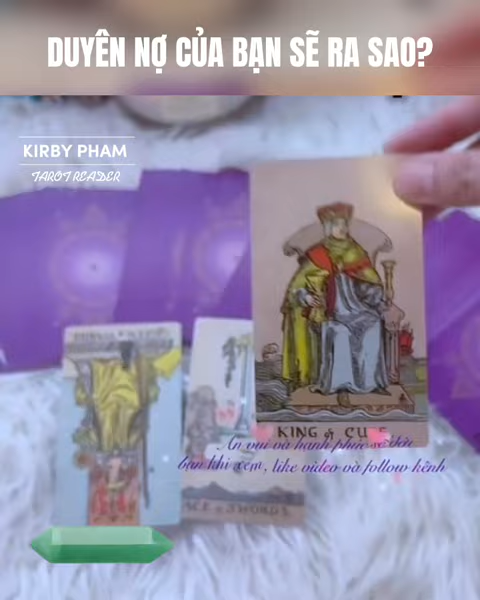 DUYÊN NỢ CỦA BẠN SẼ RA SAO?
KIRBY PHAM
TAROT READER
KING of CU S
An vui và hạnh phúc sẽ đến
bạn khi xem, like video và follow kênh
ACE of SWORDS